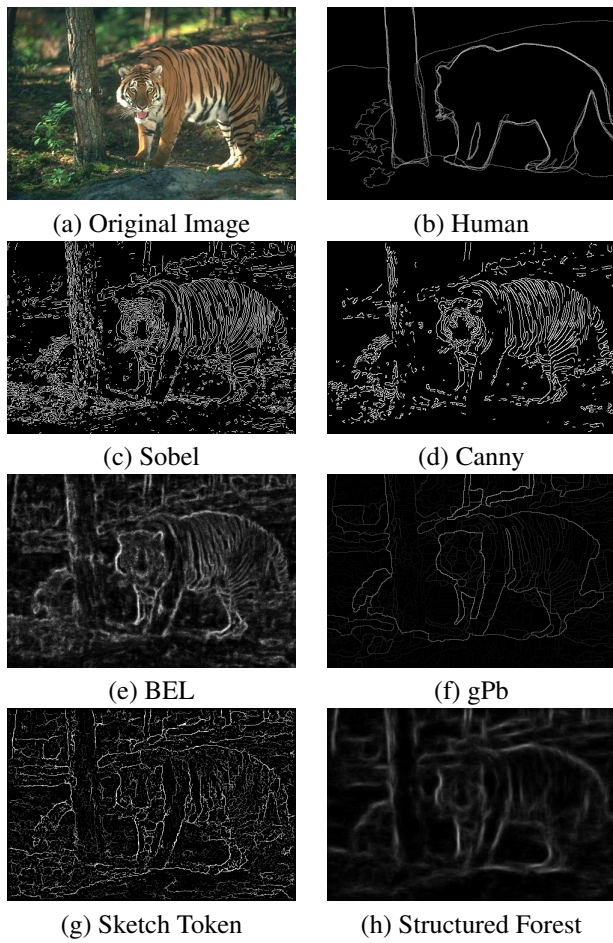 (a) Original Image
(b) Human
(c) Sobel
(d) Canny
(e) BEL
(f) gPb
(g) Sketch Token
(h) Structured Forest